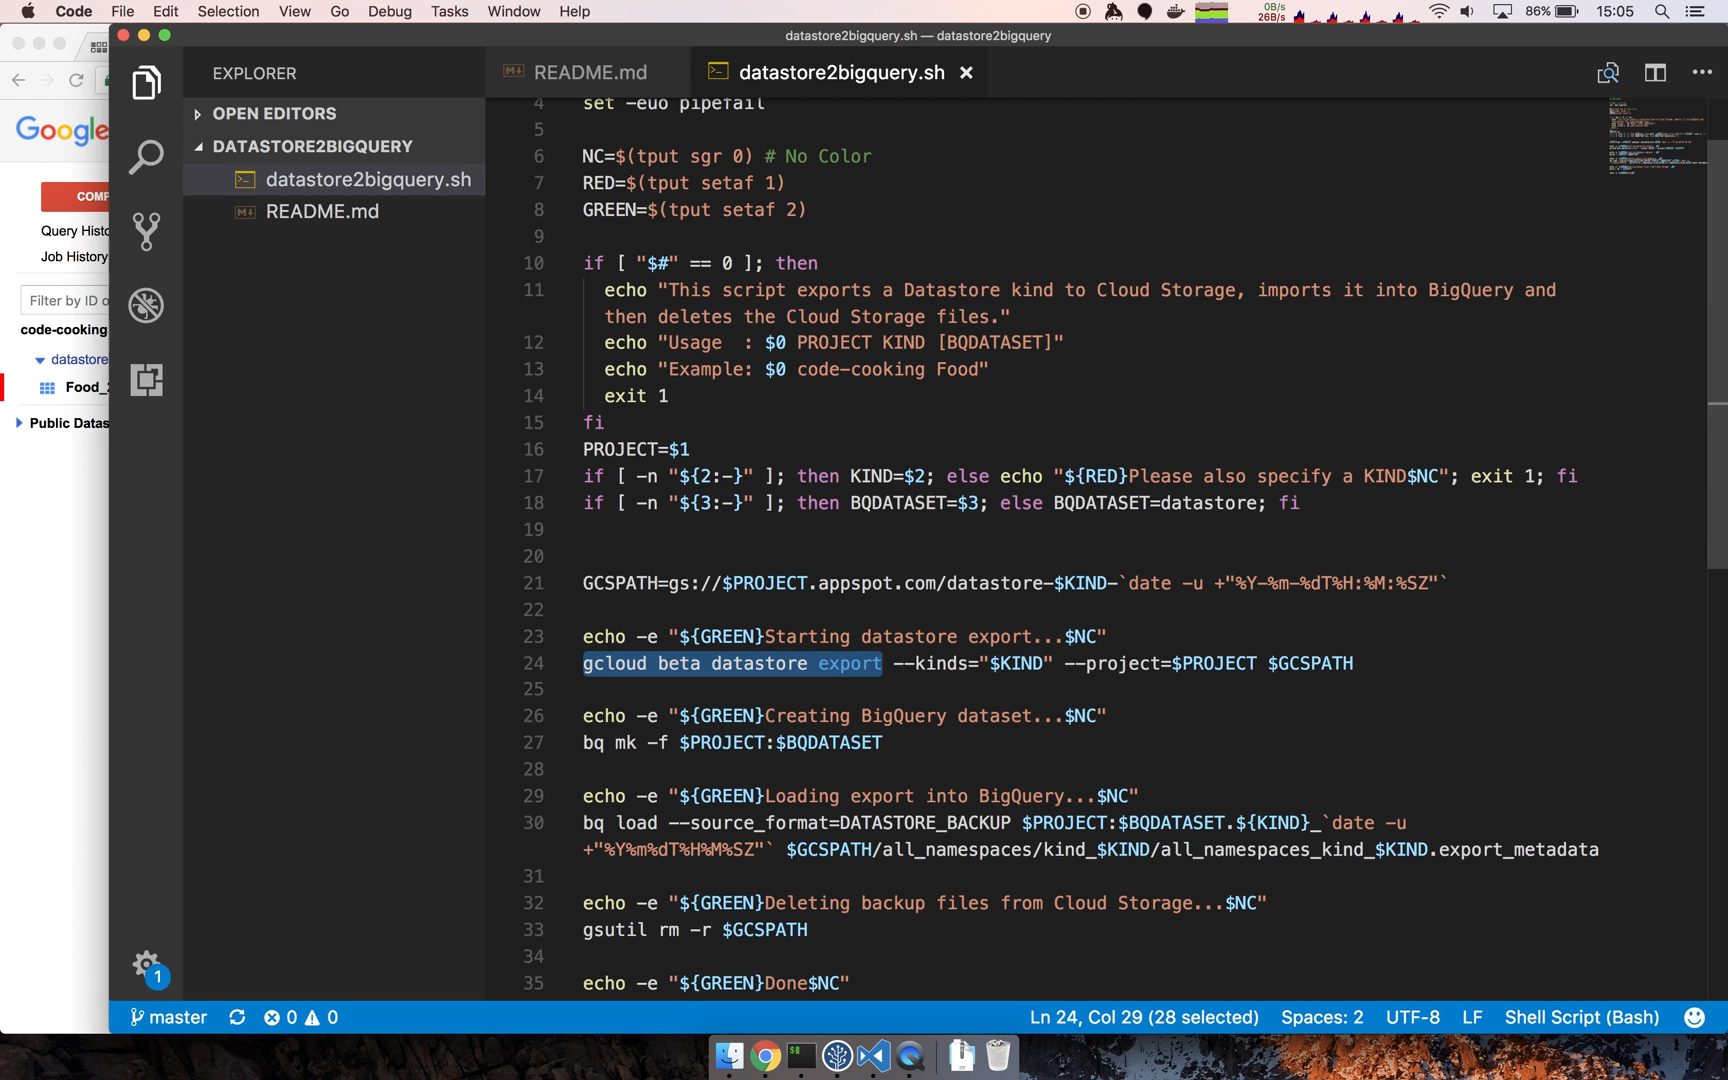 Code File Edit Selection View Go Debug Tasks Window Help 0B/s 26B/s 86% 15:05
datastore2bigquery.sh — datastore2bigquery
EXPLORER
OPEN EDITORS
DATASTORE2BIGQUERY
datastore2bigquery.sh
README.md
README.md datastore2bigquery.sh
Google
COMP
Query Histo
Job History
Filter by ID o
code-cooking
datastore
Food_2
Public Datas
4 set -euo pipefail
5
6 NC=$(tput sgr 0) # No Color
7 RED=$(tput setaf 1)
8 GREEN=$(tput setaf 2)
9
10 if [ "$#" == 0 ]; then
11 echo "This script exports a Datastore kind to Cloud Storage, imports it into BigQuery and
then deletes the Cloud Storage files."
12 echo "Usage  : $0 PROJECT KIND [BQDATASET]"
13 echo "Example: $0 code-cooking Food"
14 exit 1
15 fi
16 PROJECT=$1
17 if [ -n "${2:-}" ]; then KIND=$2; else echo "${RED}Please also specify a KIND$NC"; exit 1; fi
18 if [ -n "${3:-}" ]; then BQDATASET=$3; else BQDATASET=datastore; fi
19
20
21 GCSPATH=gs://$PROJECT.appspot.com/datastore-$KIND-`date -u +"%Y-%m-%dT%H:%M:%SZ"`
22
23 echo -e "${GREEN}Starting datastore export...$NC"
24 gcloud beta datastore export --kinds="$KIND" --project=$PROJECT $GCSPATH
25
26 echo -e "${GREEN}Creating BigQuery dataset...$NC"
27 bq mk -f $PROJECT:$BQDATASET
28
29 echo -e "${GREEN}Loading export into BigQuery...$NC"
30 bq load --source_format=DATASTORE_BACKUP $PROJECT:$BQDATASET.${KIND}_`date -u
+"%Y%m%dT%H%M%SZ"` $GCSPATH/all_namespaces/kind_$KIND/all_namespaces_kind_$KIND.export_metadata
31
32 echo -e "${GREEN}Deleting backup files from Cloud Storage...$NC"
33 gsutil rm -r $GCSPATH
34
35 echo -e "${GREEN}Done$NC"
1
master 0 0 Ln 24, Col 29 (28 selected) Spaces: 2 UTF-8 LF Shell Script (Bash)